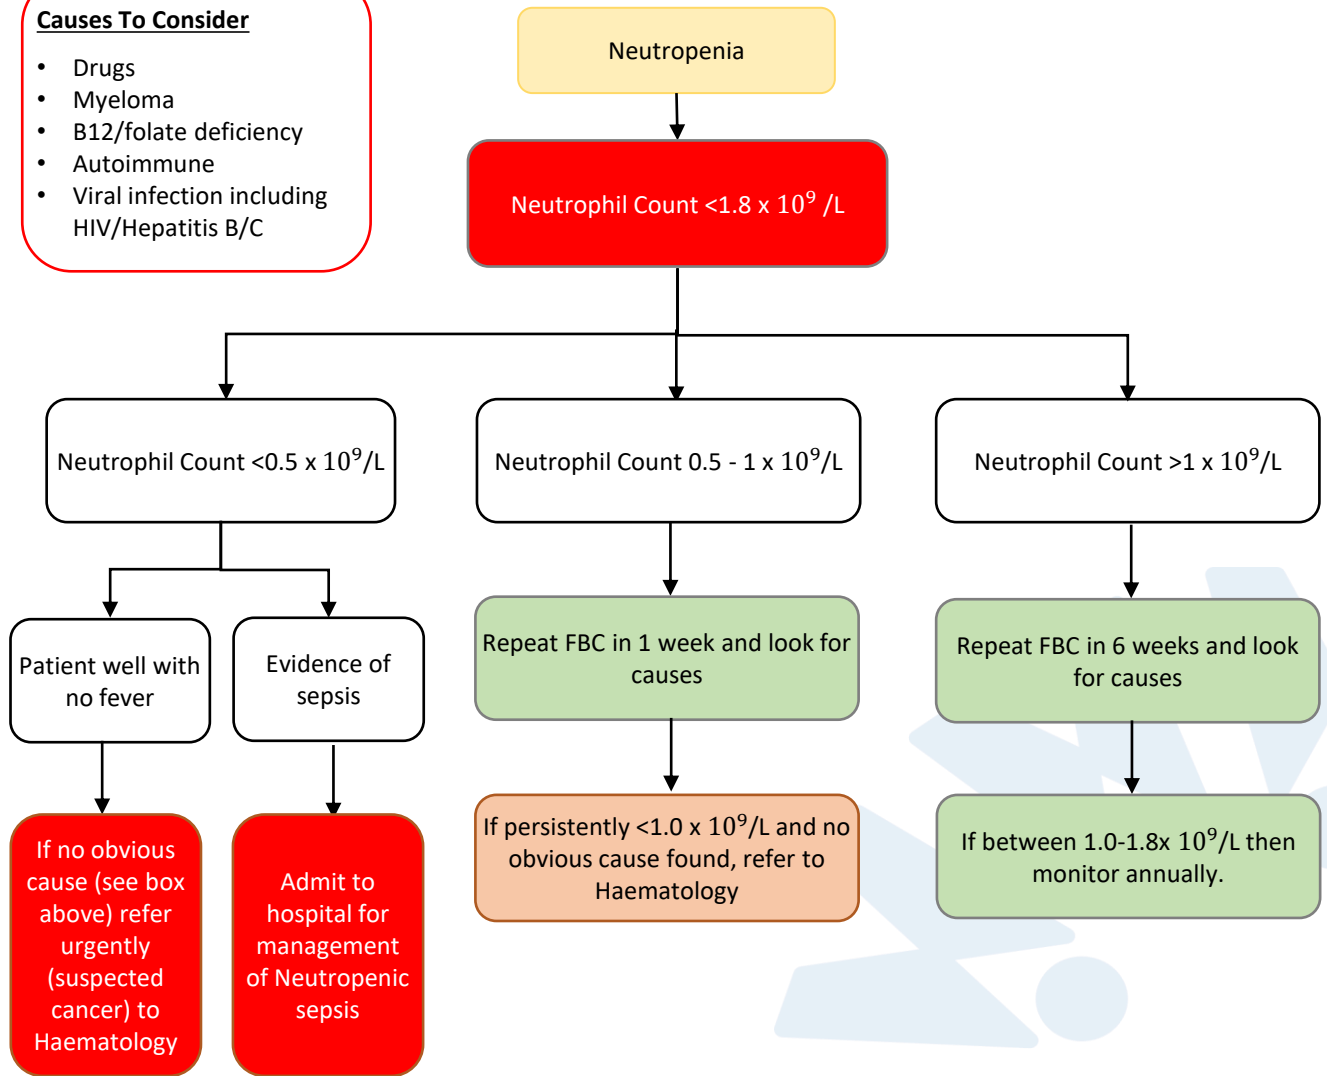 Causes To Consider
• Drugs
• Myeloma
• B12/folate deficiency
• Autoimmune
• Viral infection including
HIV/Hepatitis B/C
Neutropenia
Neutrophil Count <1.8 x 10⁹ /L
Neutrophil Count <0.5 x 10⁹/L
Neutrophil Count 0.5 - 1 x 10⁹/L
Neutrophil Count >1 x 10⁹/L
Patient well with
no fever
Evidence of
sepsis
Repeat FBC in 1 week and look for
causes
Repeat FBC in 6 weeks and look
for causes
If no obvious
cause (see box
above) refer
urgently
(suspected
cancer) to
Haematology
Admit to
hospital for
management
of Neutropenic
sepsis
If persistently <1.0 x 10⁹/L and no
obvious cause found, refer to
Haematology
If between 1.0-1.8x 10⁹/L then
monitor annually.